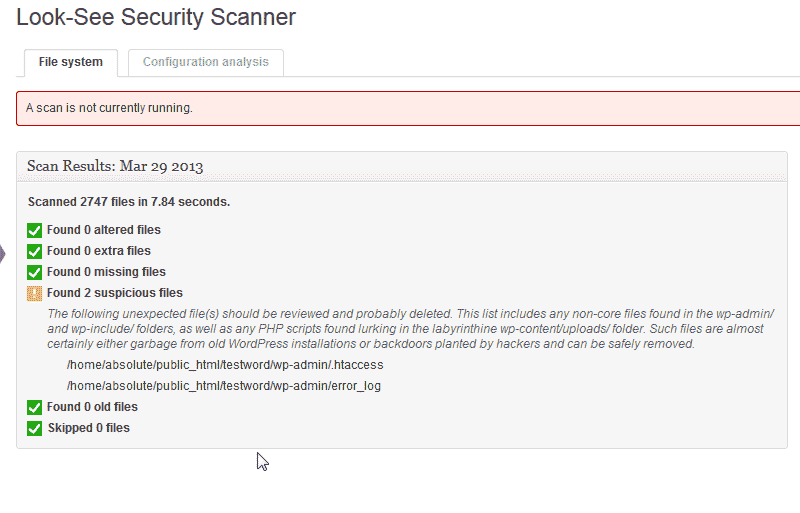 Look-See Security Scanner
File system
Configuration analysis
A scan is not currently running.
Scan Results: Mar 29 2013
Scanned 2747 files in 7.84 seconds.
Found 0 altered files
Found 0 extra files
Found 0 missing files
Found 2 suspicious files
The following unexpected file(s) should be reviewed and probably deleted. This list includes any non-core files found in the wp-admin/
and wp-include/ folders, as well as any PHP scripts found lurking in the labyrinthine wp-content/uploads/ folder. Such files are almost
certainly either garbage from old WordPress installations or backdoors planted by hackers and can be safely removed.
/home/absolute/public_html/testword/wp-admin/.htaccess
/home/absolute/public_html/testword/wp-admin/error_log
Found 0 old files
Skipped 0 files